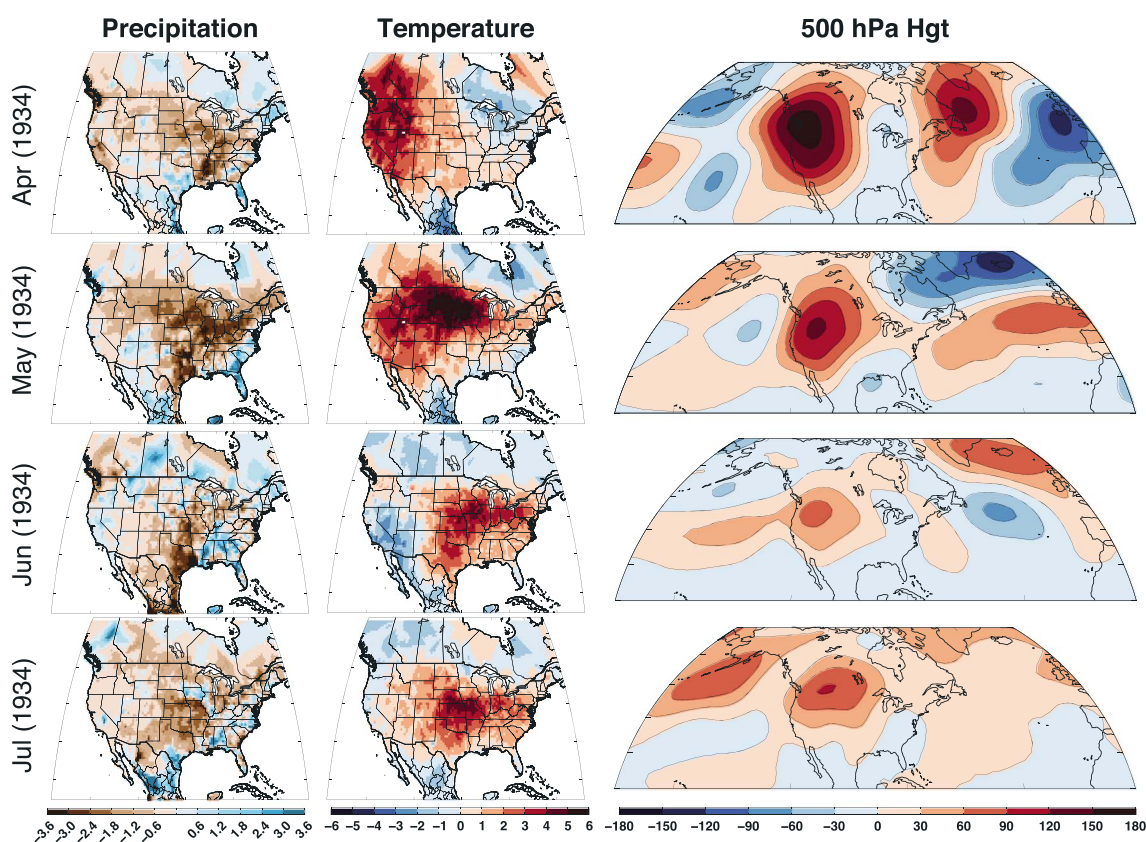 Precipitation Temperature 500 hPa Hgt
Apr (1934)
May (1934)
Jun (1934)
Jul (1934)
-3.6 -3.0 -2.4 -1.8 -1.2 -0.6 0.6 1.2 1.8 2.4 3.0 3.6
−6 −5 −4 −3 −2 −1 0 1 2 3 4 5 6
−180 −150 −120 −90 −60 −30 0 30 60 90 120 150 180